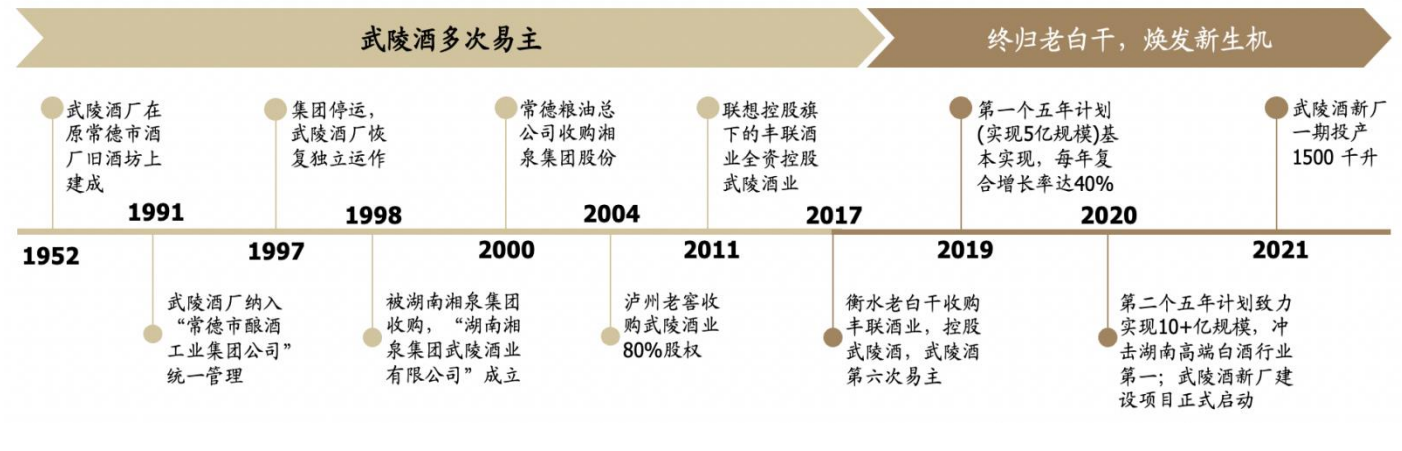 武陵酒多次易主
终归老白干，焕发新生机
武陵酒厂在
原常德市酒
厂旧酒坊上
建成
集团停运，
武陵酒厂恢
复独立运作
常德粮油总
公司收购湘
泉集团股份
联想控股旗
下的丰联酒
业全资控股
武陵酒业
第一个五年计划
(实现5亿规模)基
本实现，每年复
合增长率达40%
武陵酒新厂
一期投产
1500 千升
1991
1998
2004
2017
2020
1952
1997
2000
2011
2019
2021
武陵酒厂纳入
“常德市酿酒
工业集团公司”
统一管理
被湖南湘泉集团
收购，“湖南湘
泉集团武陵酒业
有限公司”成立
泸州老窖收
购武陵酒业
80%股权
衡水老白干收购
丰联酒业，控股
武陵酒，武陵酒
第六次易主
第二个五年计划致力
实现10+亿规模，冲
击湖南高端白酒行业
第一；武陵酒新厂建
设项目正式启动